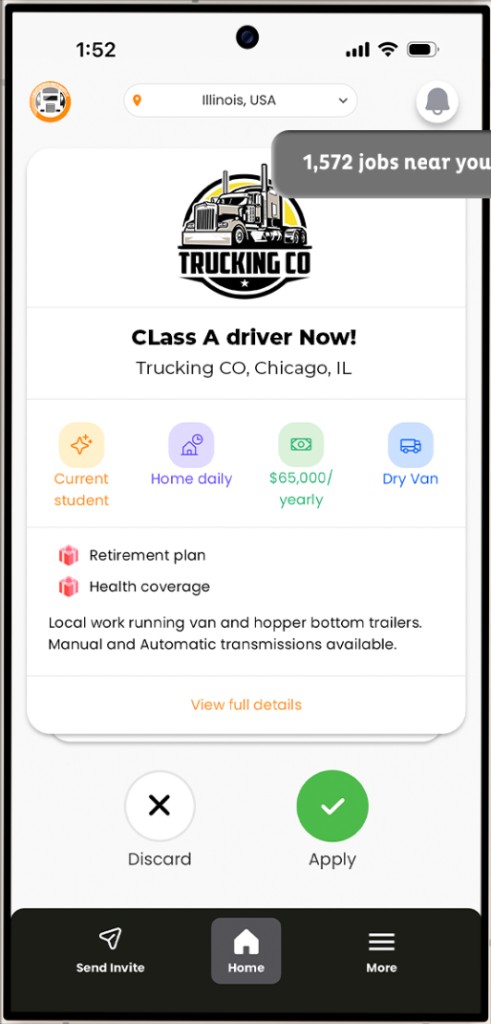 1:52
Illinois, USA
1,572 jobs near you
TRUCKING CO
CLass A driver Now!
Trucking CO, Chicago, IL
Current
student
Home daily
$65,000/
yearly
Dry Van
Retirement plan
Health coverage
Local work running van and hopper bottom trailers.
Manual and Automatic transmissions available.
View full details
Discard
Apply
Send Invite
Home
More